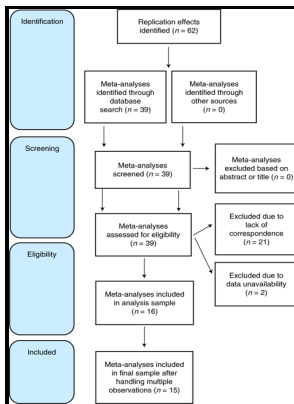 Identification
Replication effects
identified (n = 62)
Meta-analyses
identified through
database
search (n = 39)
Meta-analyses
identified through
other sources
(n = 0)
Screening
Meta-analyses
screened (n = 39)
Meta-analyses
excluded based on
abstract or title (n = 0)
Meta-analyses
assessed for eligibility
(n = 39)
Excluded due to
lack of
correspondence
(n = 21)
Eligibility
Excluded due to
data unavailability
(n = 2)
Meta-analyses included
in analysis sample
(n = 16)
Included
Meta-analyses included
in final sample after
handling multiple
observations (n = 15)